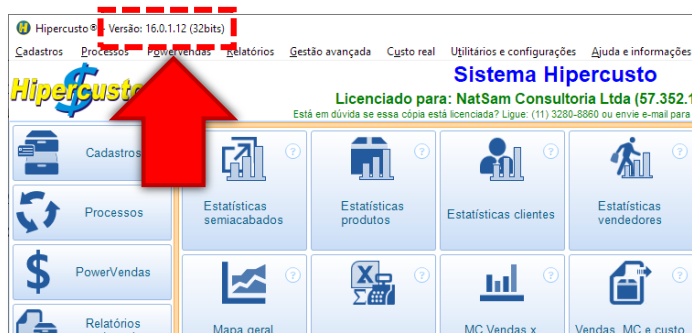 Hipercusto® - Versão: 16.0.1.12 (32bits)
Cadastros Processos Powervendas Relatórios Gestão avançada Custo real Utilitários e configurações Ajuda e informações
Sistema Hipercusto
Licenciado para: NatSam Consultoria Ltda (57.352.1
Está em dúvida se essa cópia está licenciada? Ligue: (11) 3280-8860 ou envie e-mail para
Cadastros
Processos
PowerVendas
Relatórios
Estatísticas
semiacabados
Estatísticas
produtos
Estatísticas clientes
Estatísticas
vendedores
Mapa geral
MC Vendas x
Vendas, MC e custo